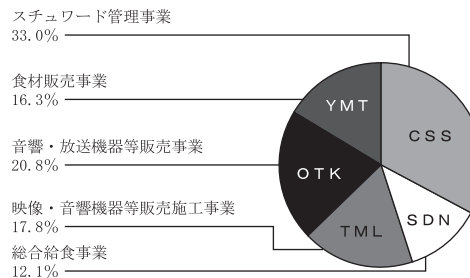 スチュワード管理事業
33.0%
食材販売事業
16.3%
YMT
CSS
音響・放送機器等販売事業
20.8%
OTK
映像・音響機器等販売施工事業
17.8%
SDN
TML
総合給食事業
12.1%